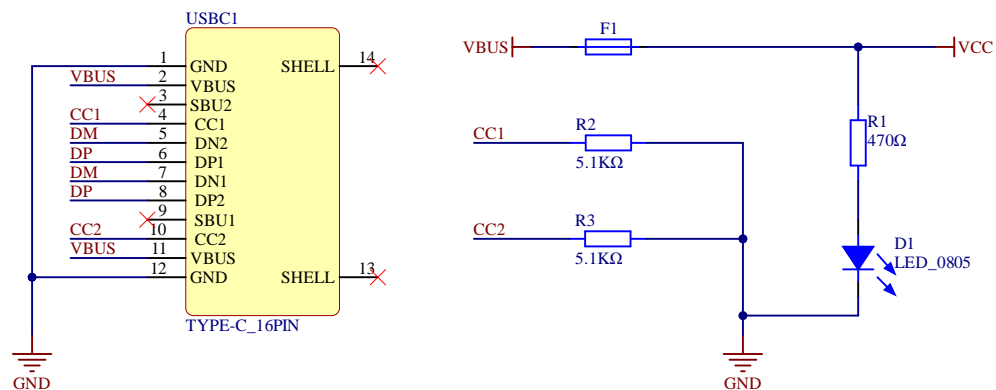 USBC1
1 GND SHELL 14
VBUS 2 VBUS
3 SBU2
CC1 4 CC1
DM 5 DN2
DP 6 DP1
DM 7 DN1
DP 8 DP2
9 SBU1
CC2 10 CC2
VBUS 11 VBUS
12 GND SHELL 13
TYPE-C_16PIN
GND
F1
VBUS VCC
R1
470Ω
CC1 R2
5.1KΩ
CC2 R3
5.1KΩ
D1
LED_0805
GND